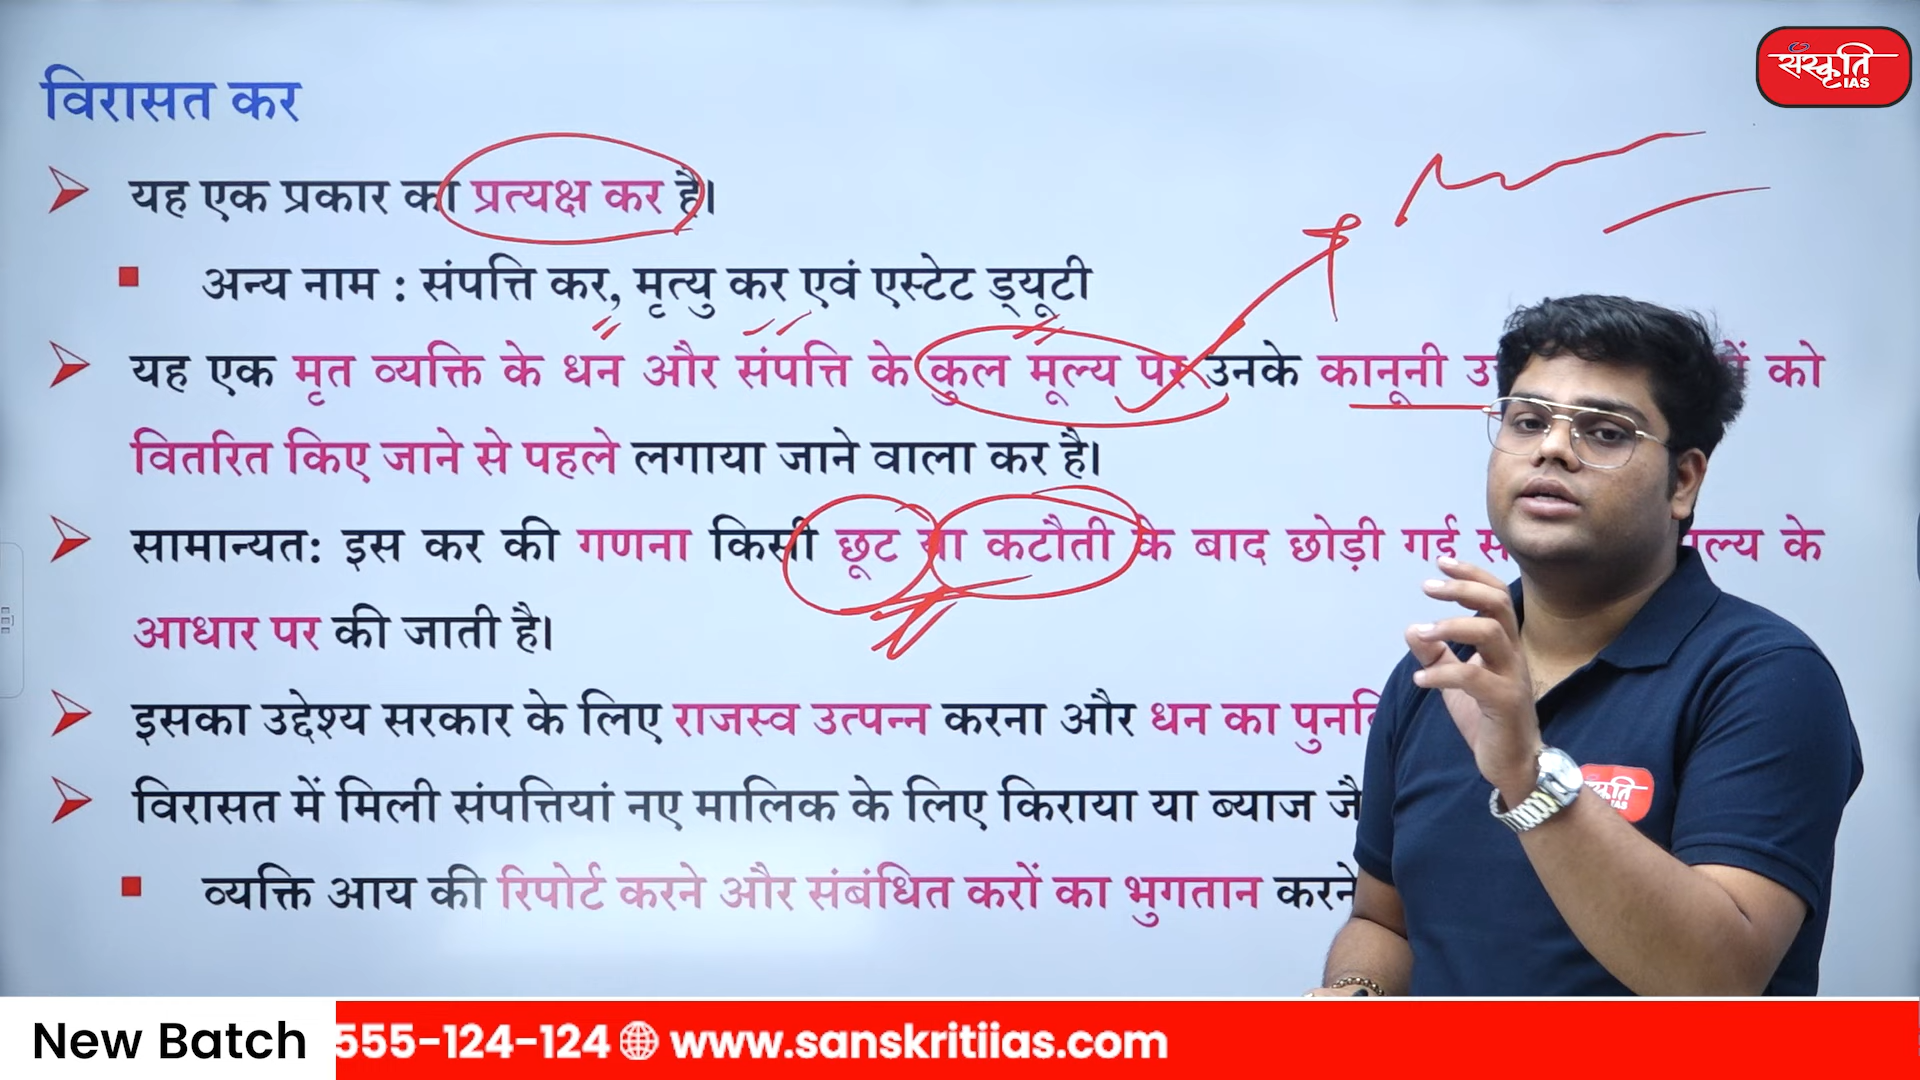 संस्कृति
IAS
विरासत कर
यह एक प्रकार का प्रत्यक्ष कर है।
अन्य नाम : संपत्ति कर, मृत्यु कर एवं एस्टेट ड्यूटी
यह एक मृत व्यक्ति के धन और संपत्ति के कुल मूल्य पर उनके कानूनी को
वितरित किए जाने से पहले लगाया जाने वाला कर है।
सामान्यत: इस कर की गणना किसी छूट या कटौती के बाद छोड़ी गई के
आधार पर की जाती है।
इसका उद्देश्य सरकार के लिए राजस्व उत्पन्न करना और धन का
विरासत में मिली संपत्तियां नए मालिक के लिए किराया या ब्याज
व्यक्ति आय की रिपोर्ट करने और संबंधित करों का भुगतान करने
New Batch 555-124-124 www.sanskritiias.com